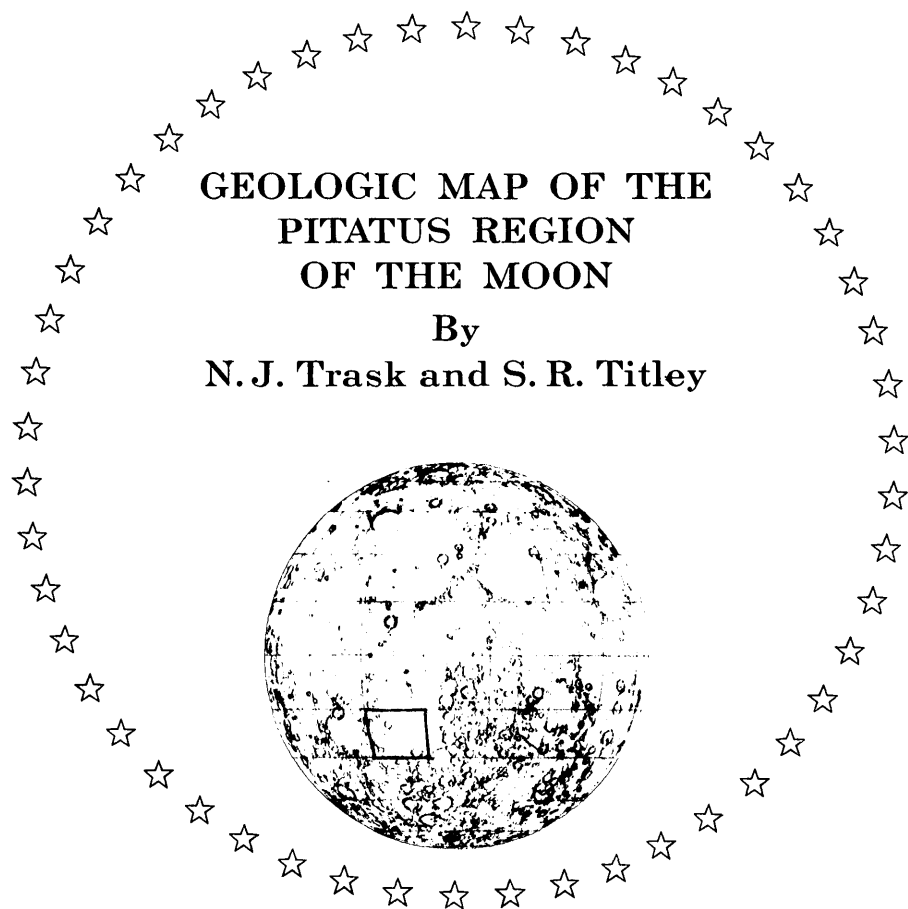 GEOLOGIC MAP OF THE
PITATUS REGION
OF THE MOON
By
N. J. Trask and S. R. Titley